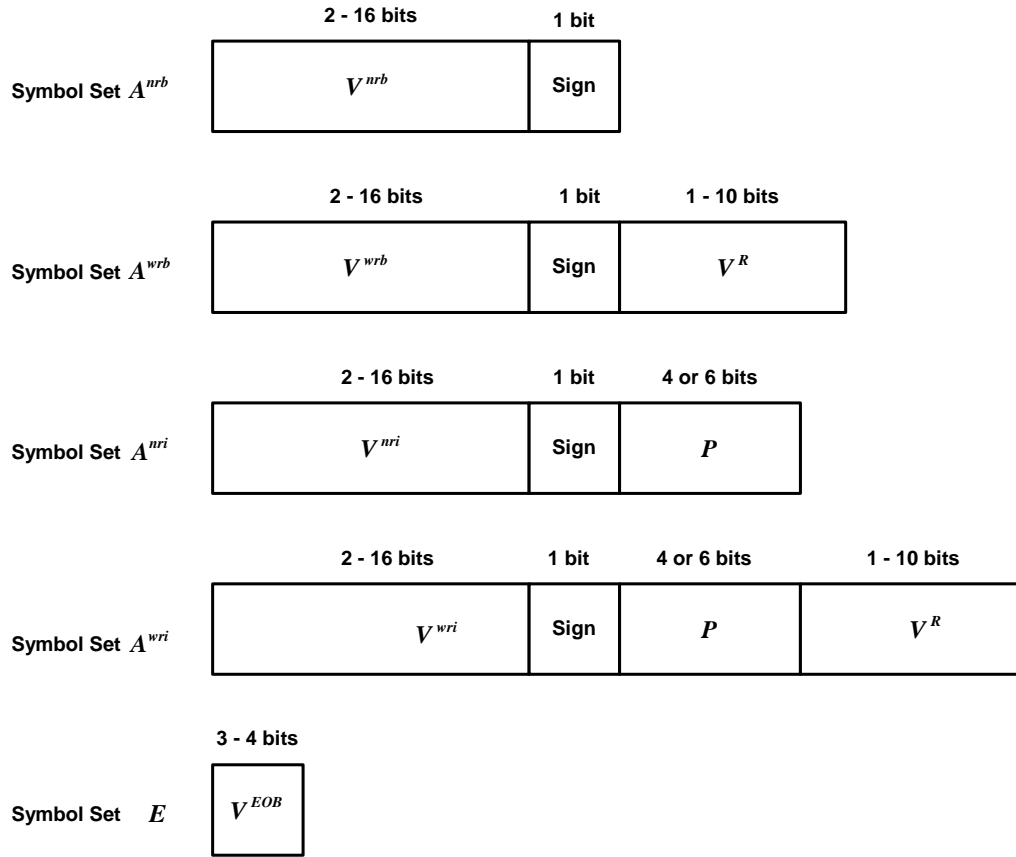 2 - 16 bits 1 bit
Symbol Set A^nrb V^nrb Sign
2 - 16 bits 1 bit 1 - 10 bits
Symbol Set A^wrb V^wrb Sign V^R
2 - 16 bits 1 bit 4 or 6 bits
Symbol Set A^nri V^nri Sign P
2 - 16 bits 1 bit 4 or 6 bits 1 - 10 bits
Symbol Set A^wri V^wri Sign P V^R
3 - 4 bits
Symbol Set E V^EOB